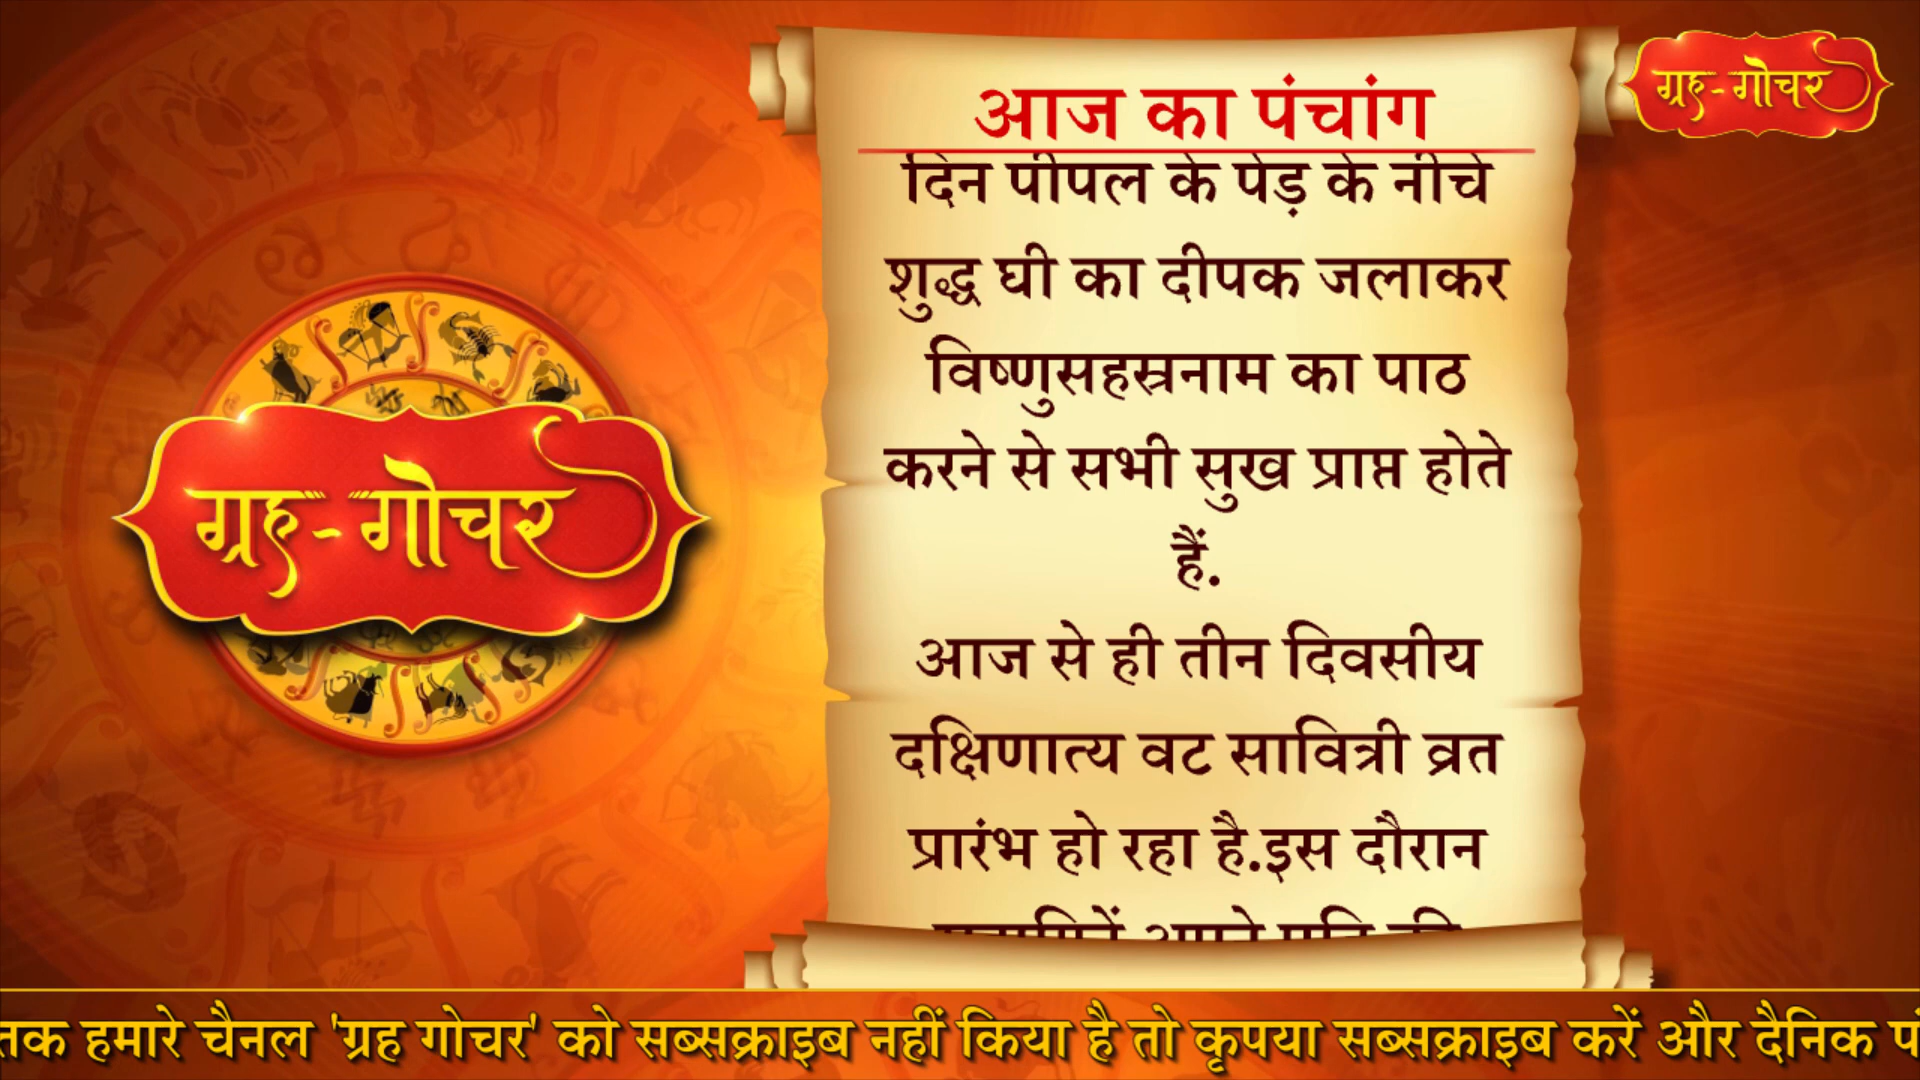 ग्रह-गोचर
आज का पंचांग
दिन पीपल के पेड़ के नीचे
शुद्ध घी का दीपक जलाकर
विष्णुसहस्रनाम का पाठ
करने से सभी सुख प्राप्त होते
हैं.
आज से ही तीन दिवसीय
दक्षिणात्य वट सावित्री व्रत
प्रारंभ हो रहा है.इस दौरान
ग्रह-गोचर
तक हमारे चैनल 'ग्रह गोचर' को सब्सक्राइब नहीं किया है तो कृपया सब्सक्राइब करें और दैनिक